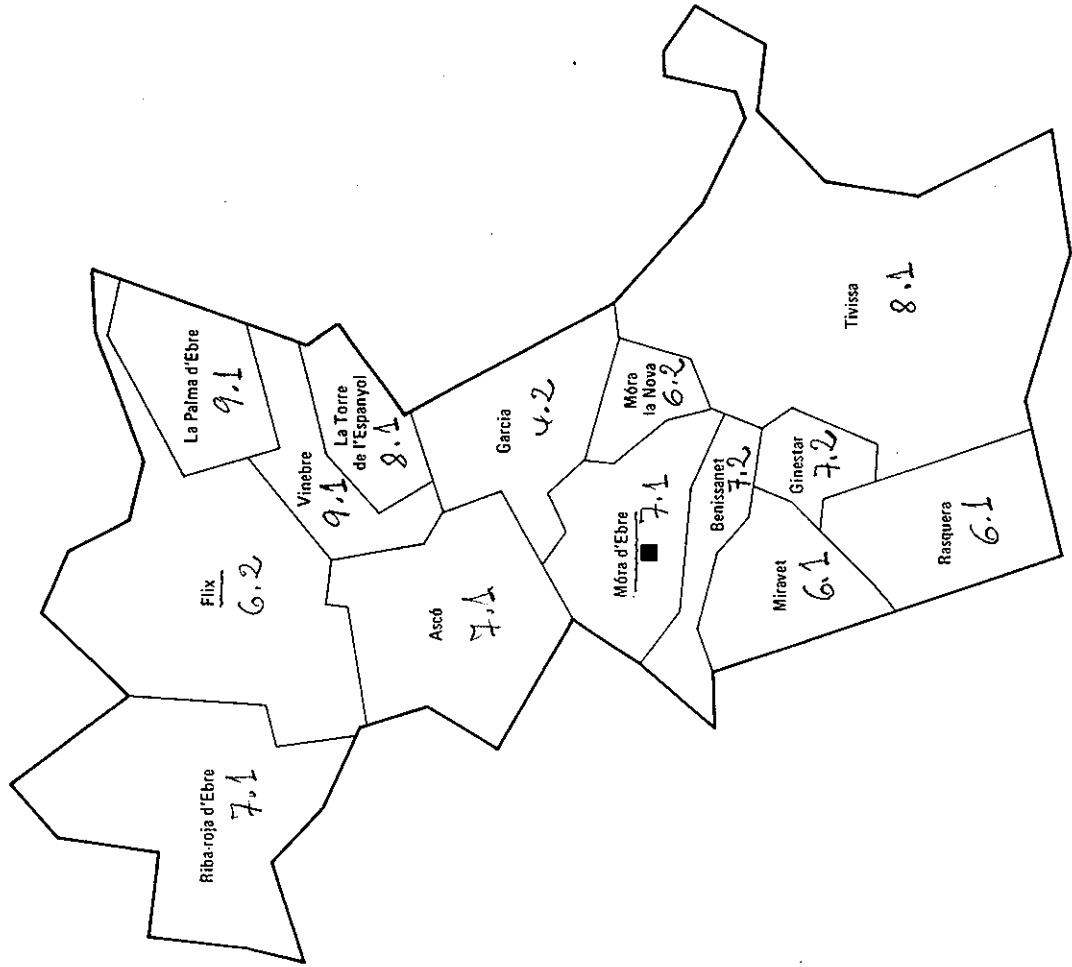 Riba-roja d'Ebre
7.1
Flix
6.2
La Palma d'Ebre
9.1
Vinebre
9.1
La Torre
de l'Espanyol
8.1
Ascó
7.1
Garcia
4.2
Móra d'Ebre
7.1
Móra
la Nova
6.2
Benissanet
7.2
Miravet
6.1
Ginestar
7.2
Rasquera
6.1
Tivissa
8.1